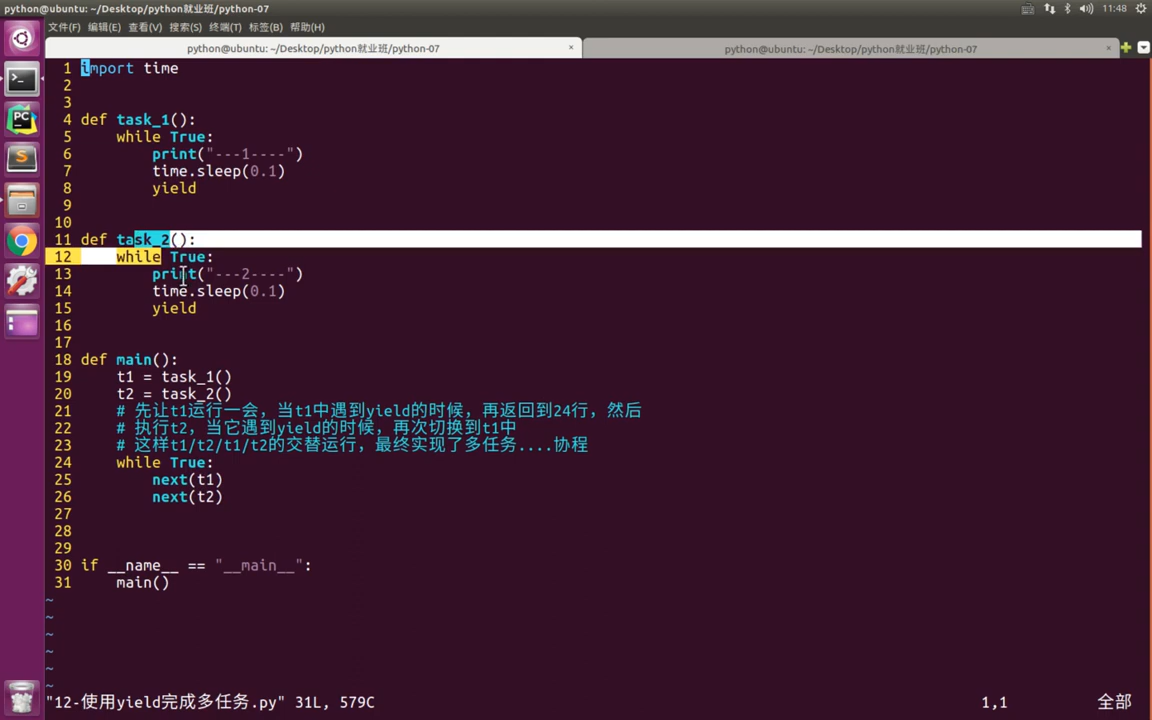 python@ubuntu: ~/Desktop/python就业班/python-07
11:48
文件(F) 编辑(E) 查看(V) 搜索(S) 终端(T) 标签(B) 帮助(H)
python@ubuntu: ~/Desktop/python就业班/python-07 ×
python@ubuntu: ~/Desktop/python就业班/python-07 ×
1 import time
2
3
4 def task_1():
5 while True:
6 print("---1----")
7 time.sleep(0.1)
8 yield
9
10
11 def task_2():
12 while True:
13 print("---2----")
14 time.sleep(0.1)
15 yield
16
17
18 def main():
19 t1 = task_1()
20 t2 = task_2()
21 # 先让t1运行一会，当t1中遇到yield的时候，再返回到24行，然后
22 # 执行t2，当它遇到yield的时候，再次切换到t1中
23 # 这样t1/t2/t1/t2的交替运行，最终实现了多任务....协程
24 while True:
25 next(t1)
26 next(t2)
27
28
29
30 if __name__ == "__main__":
31 main()
~
~
~
~
~
~
"12-使用yield完成多任务.py" 31L, 579C 1,1 全部
PC
S